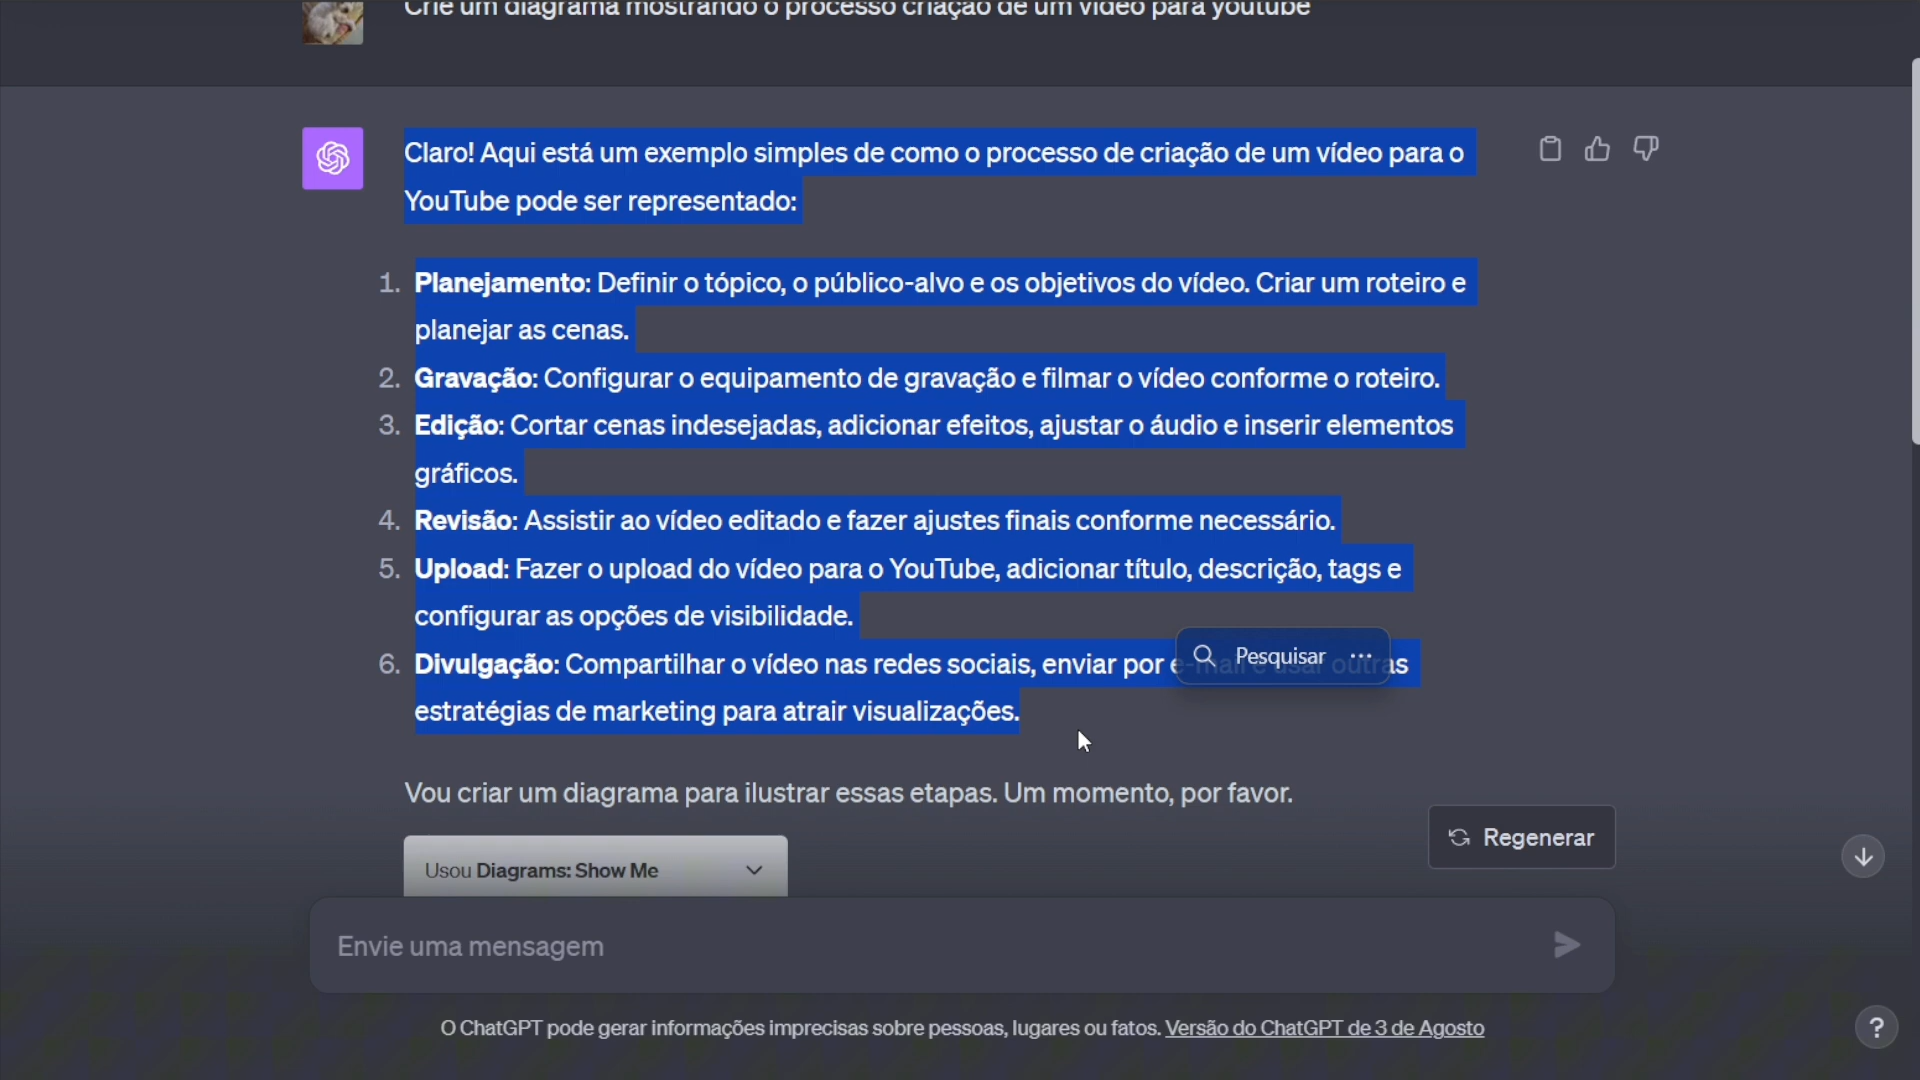 Crie um diagrama mostrando o processo criação de um vídeo para youtube
Claro! Aqui está um exemplo simples de como o processo de criação de um vídeo para o
YouTube pode ser representado:
1. Planejamento: Definir o tópico, o público-alvo e os objetivos do vídeo. Criar um roteiro e
planejar as cenas.
2. Gravação: Configurar o equipamento de gravação e filmar o vídeo conforme o roteiro.
3. Edição: Cortar cenas indesejadas, adicionar efeitos, ajustar o áudio e inserir elementos
gráficos.
4. Revisão: Assistir ao vídeo editado e fazer ajustes finais conforme necessário.
5. Upload: Fazer o upload do vídeo para o YouTube, adicionar título, descrição, tags e
configurar as opções de visibilidade.
6. Divulgação: Compartilhar o vídeo nas redes sociais, enviar por e-mail e usar outras
Pesquisar
estratégias de marketing para atrair visualizações.
Vou criar um diagrama para ilustrar essas etapas. Um momento, por favor.
Regenerar
Usou Diagrams: Show Me
Envie uma mensagem
O ChatGPT pode gerar informações imprecisas sobre pessoas, lugares ou fatos. Versão do ChatGPT de 3 de Agosto
?